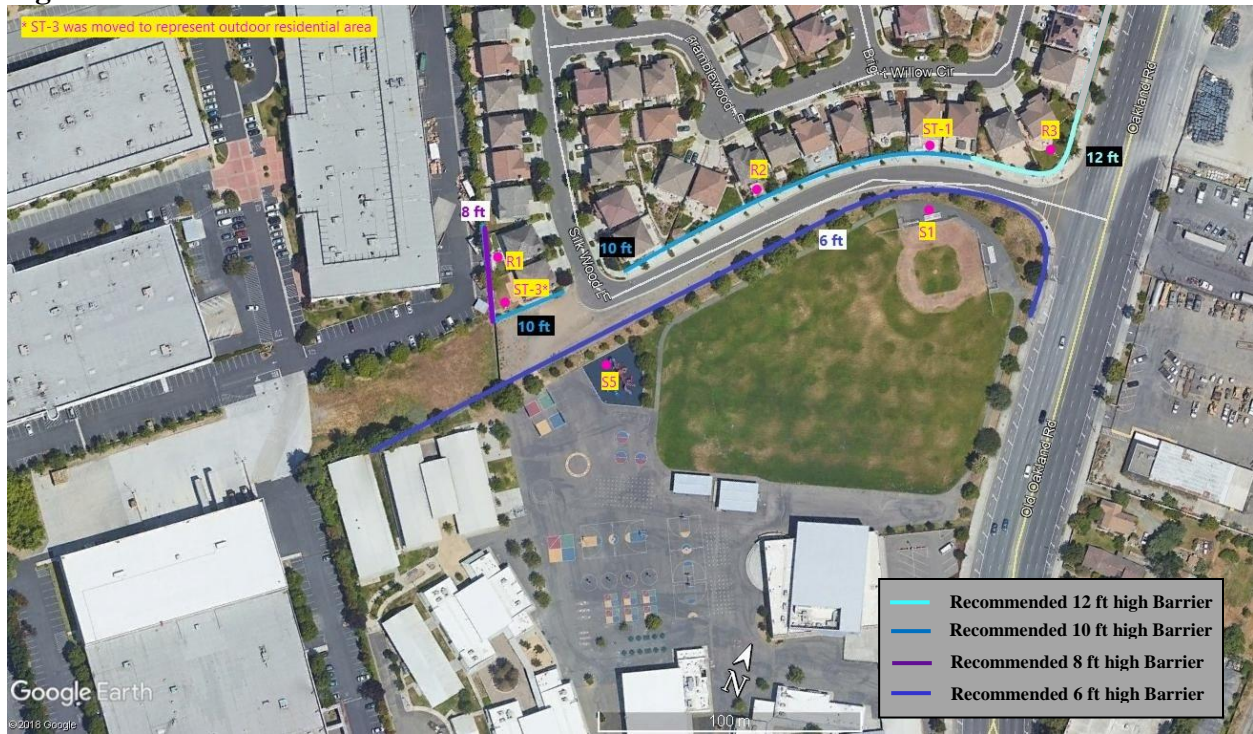 * ST-3 was moved to represent outdoor residential area
Bramblewood Ln
Brig t Willow Cir
Oakland Rd
ST-1
R3
R2
12 ft
8 ft
S1
10 ft
6 ft
Silk Wood Ln
R1
ST-3*
10 ft
S5
Old Oakland Rd
Recommended 12 ft high Barrier
Recommended 10 ft high Barrier
Recommended 8 ft high Barrier
Recommended 6 ft high Barrier
N
Google Earth
100 m
©2018 Google